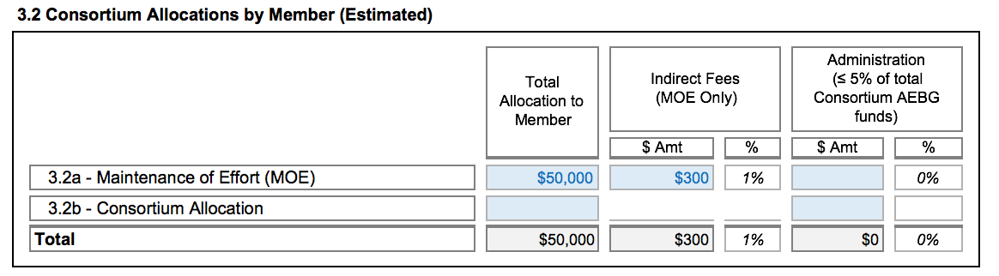 3.2 Consortium Allocations by Member (Estimated)
Total
Allocation to
Member
Indirect Fees
(MOE Only)
Administration
(≤ 5% of total
Consortium AEBG
funds)
$ Amt % $ Amt %
3.2a - Maintenance of Effort (MOE) $50,000 $300 1% 0%
3.2b - Consortium Allocation
Total $50,000 $300 1% $0 0%